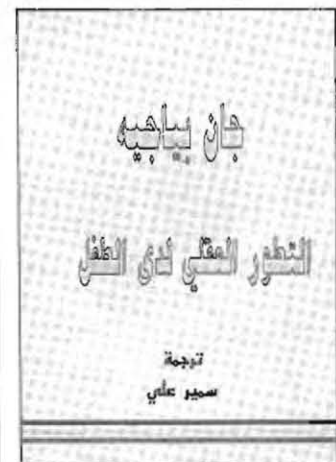 جان بياجيه
التطور العقلي لدى الطفل
ترجمة
سمير علي